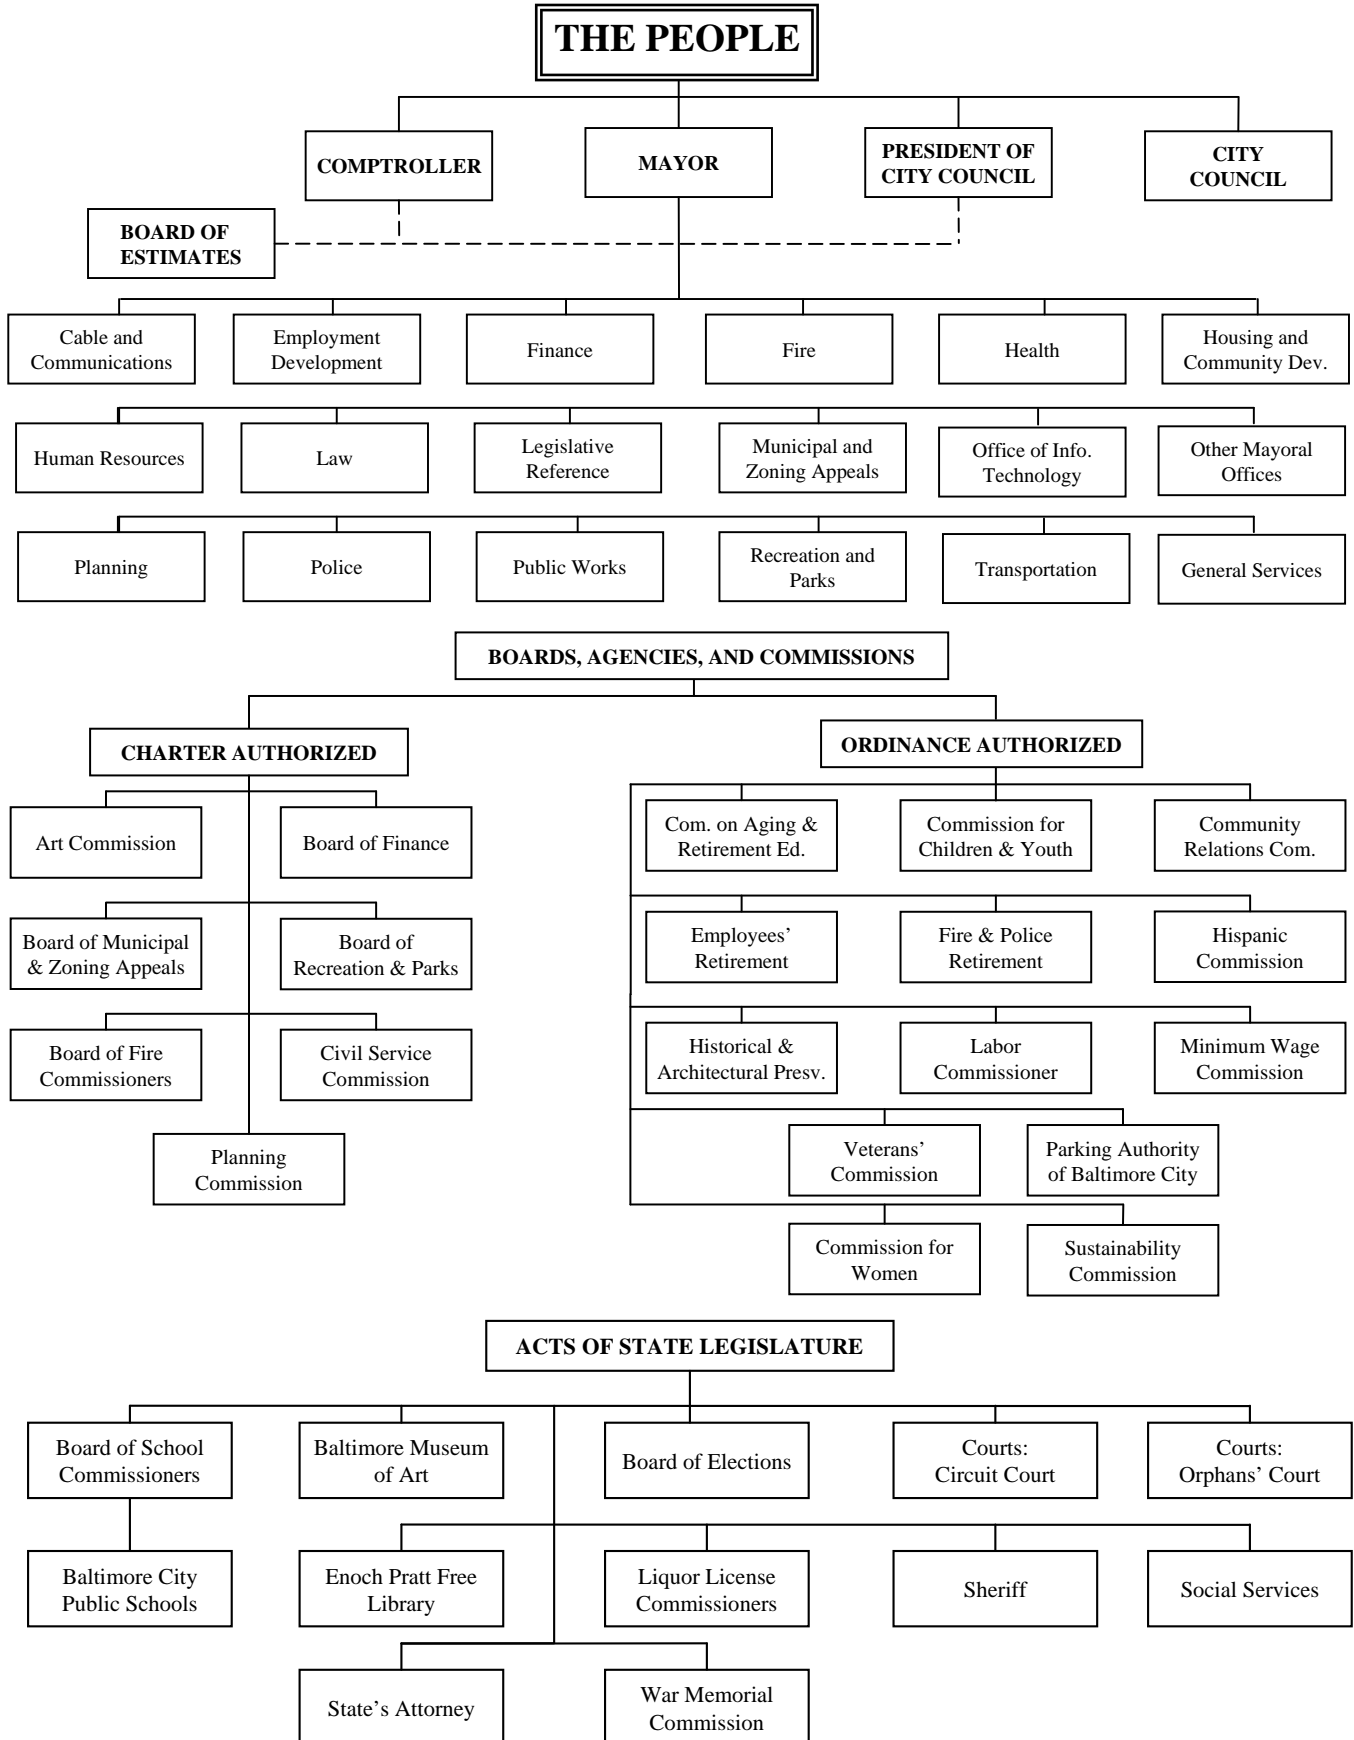 THE PEOPLE
COMPTROLLER
MAYOR
PRESIDENT OF
CITY COUNCIL
CITY
COUNCIL
BOARD OF
ESTIMATES
Cable and
Communications
Employment
Development
Finance
Fire
Health
Housing and
Community Dev.
Human Resources
Law
Legislative
Reference
Municipal and
Zoning Appeals
Office of Info.
Technology
Other Mayoral
Offices
Planning
Police
Public Works
Recreation and
Parks
Transportation
General Services
BOARDS, AGENCIES, AND COMMISSIONS
CHARTER AUTHORIZED
Art Commission
Board of Finance
Board of Municipal
& Zoning Appeals
Board of
Recreation & Parks
Board of Fire
Commissioners
Civil Service
Commission
Planning
Commission
ORDINANCE AUTHORIZED
Com. on Aging &
Retirement Ed.
Commission for
Children & Youth
Community
Relations Com.
Employees’
Retirement
Fire & Police
Retirement
Hispanic
Commission
Historical &
Architectural Presv.
Labor
Commissioner
Minimum Wage
Commission
Veterans’
Commission
Parking Authority
of Baltimore City
Commission for
Women
Sustainability
Commission
ACTS OF STATE LEGISLATURE
Board of School
Commissioners
Baltimore Museum
of Art
Board of Elections
Courts:
Circuit Court
Courts:
Orphans’ Court
Baltimore City
Public Schools
Enoch Pratt Free
Library
Liquor License
Commissioners
Sheriff
Social Services
State’s Attorney
War Memorial
Commission